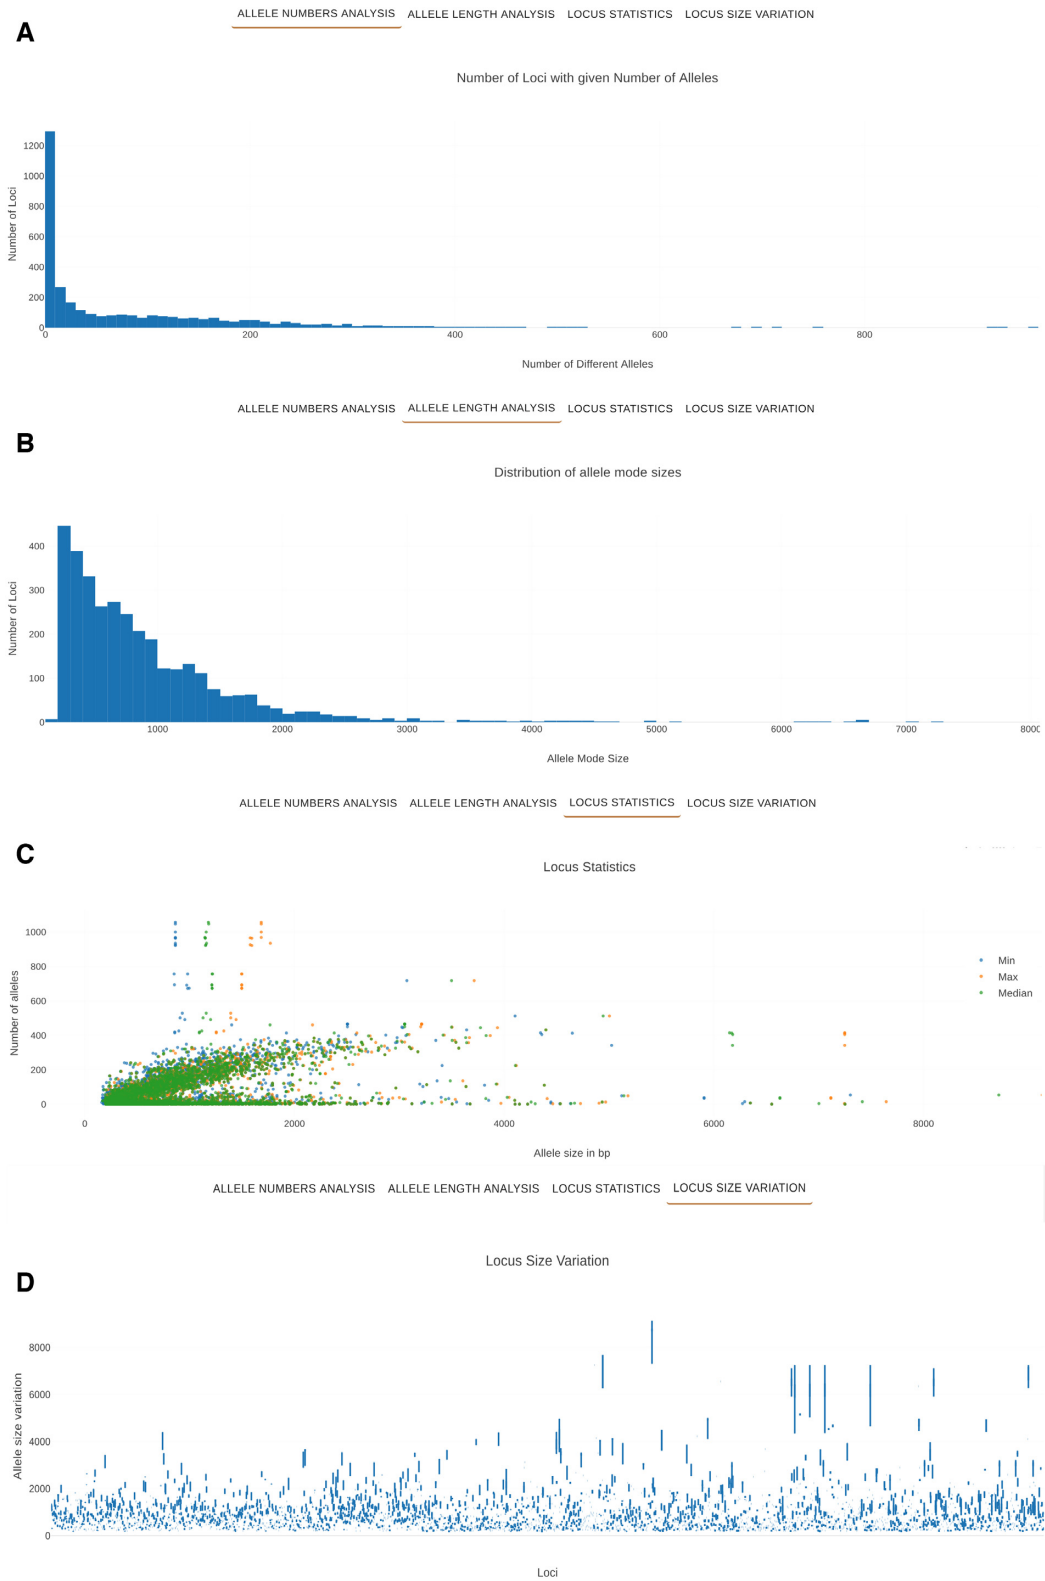 ALLELE NUMBERS ANALYSIS ALLELE LENGTH ANALYSIS LOCUS STATISTICS LOCUS SIZE VARIATION
A
Number of Loci with given Number of Alleles
1200
1000
800
600
400
200
0
Number of Loci
0 200 400 600 800
Number of Different Alleles
ALLELE NUMBERS ANALYSIS ALLELE LENGTH ANALYSIS LOCUS STATISTICS LOCUS SIZE VARIATION
B
Distribution of allele mode sizes
400
300
200
100
0
Number of Loci
1000 2000 3000 4000 5000 6000 7000 8000
Allele Mode Size
ALLELE NUMBERS ANALYSIS ALLELE LENGTH ANALYSIS LOCUS STATISTICS LOCUS SIZE VARIATION
C
Locus Statistics
1000
800
600
400
200
0
Number of alleles
Min
Max
Median
0 2000 4000 6000 8000
Allele size in bp
ALLELE NUMBERS ANALYSIS ALLELE LENGTH ANALYSIS LOCUS STATISTICS LOCUS SIZE VARIATION
Locus Size Variation
D
8000
6000
4000
2000
0
Allele size variation
Loci